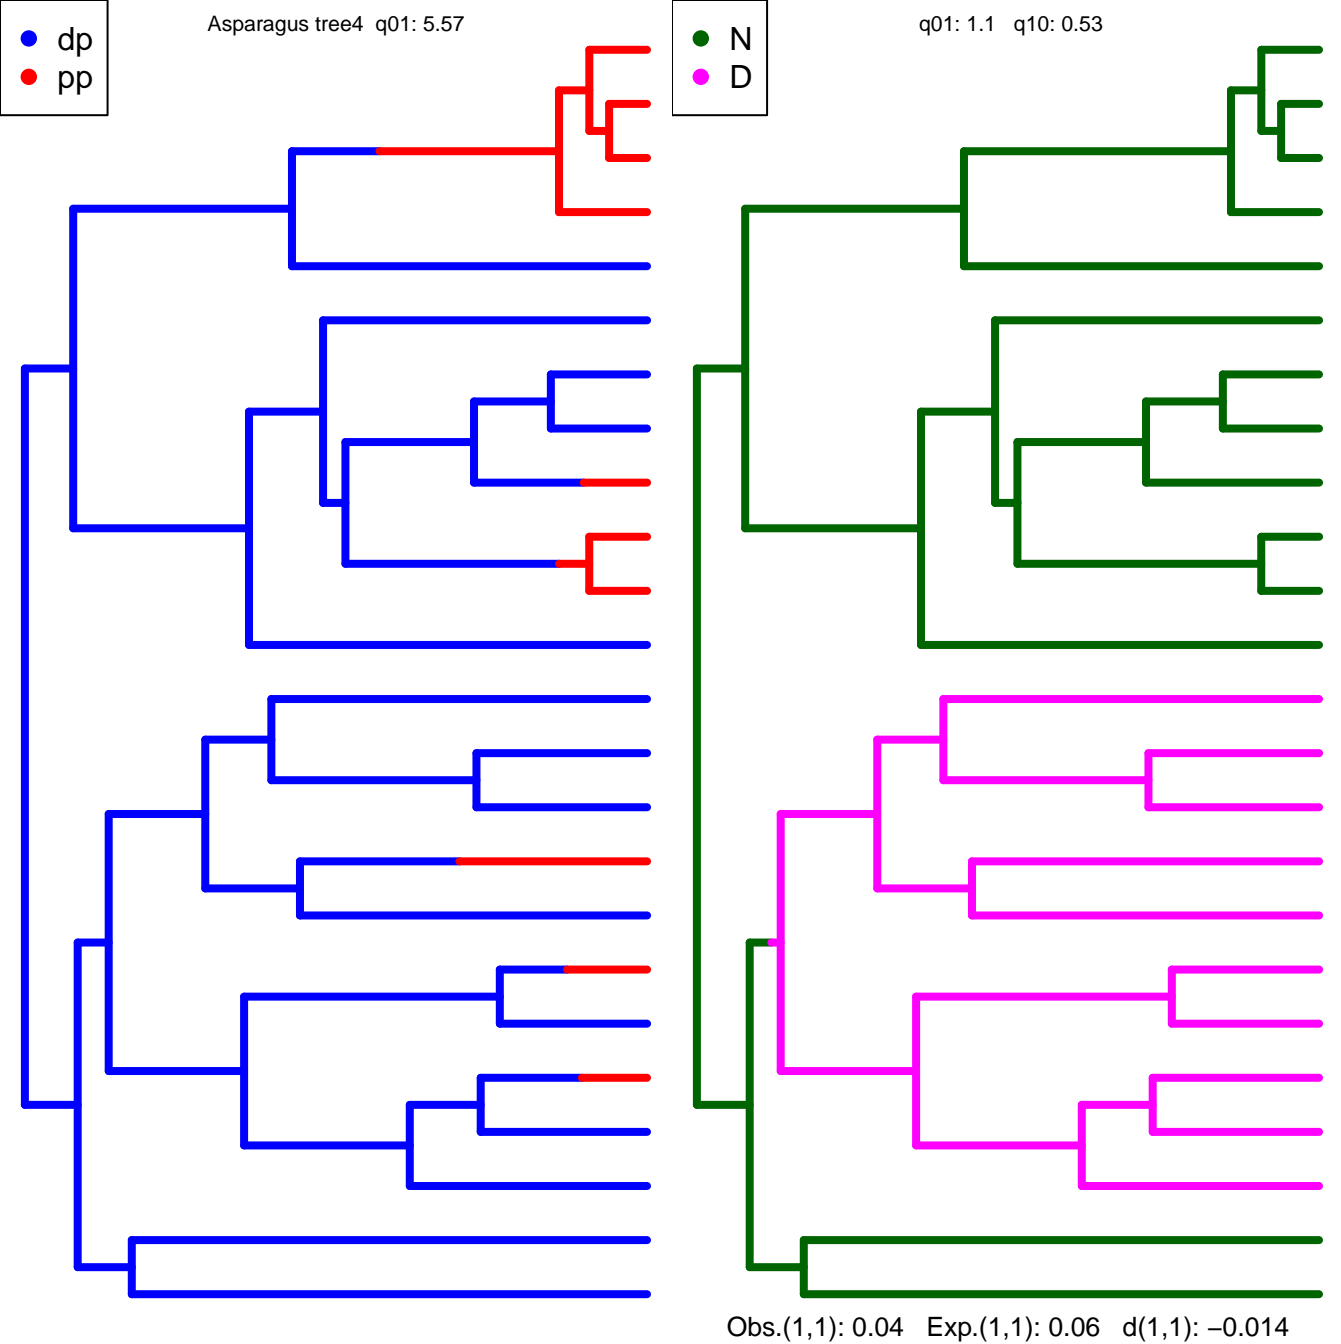 dp
pp
Asparagus tree4 q01: 5.57
N
D
q01: 1.1 q10: 0.53
Obs.(1,1): 0.04 Exp.(1,1): 0.06 d(1,1): −0.014